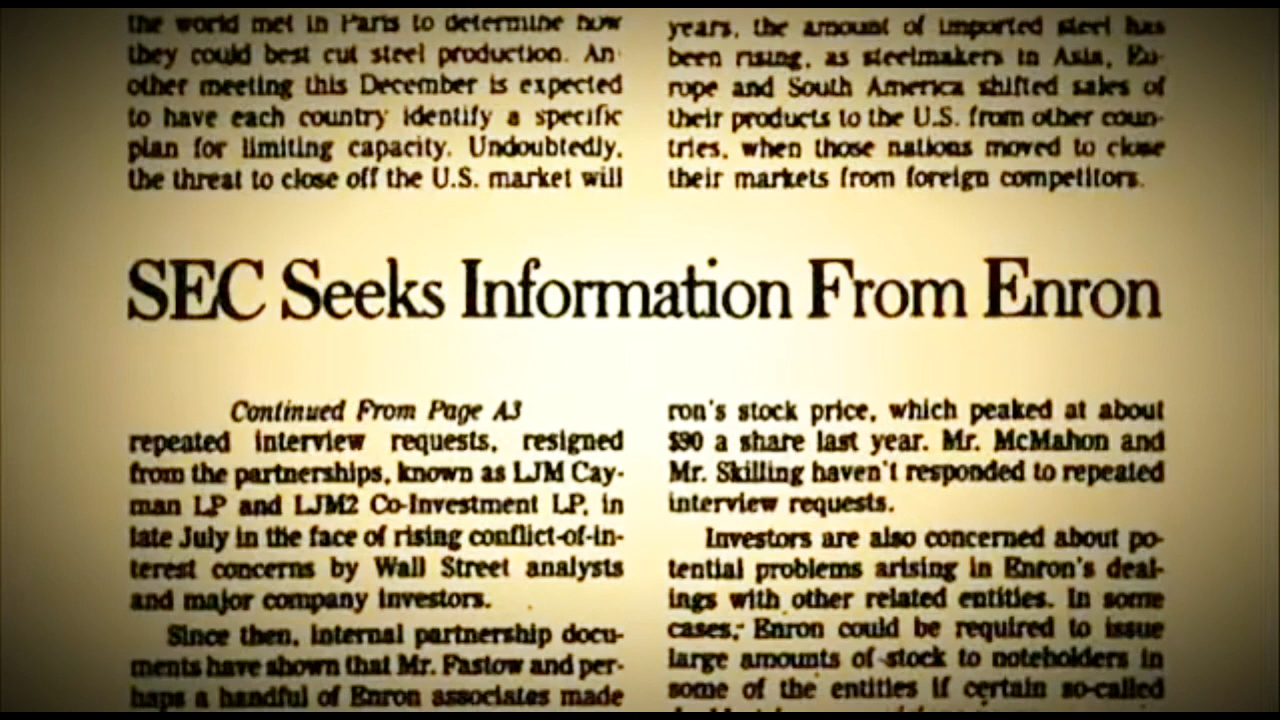 the world met in Paris to determine how
they could best cut steel production. An-
other meeting this December is expected
to have each country identify a specific
plan for limiting capacity. Undoubtedly,
the threat to close off the U.S. market will
years, the amount of imported steel has
been rising, as steelmakers in Asia, Eu-
rope and South America shifted sales of
their products to the U.S. from other coun-
tries, when those nations moved to close
their markets from foreign competitors.
SEC Seeks Information From Enron
Continued From Page A3
repeated interview requests, resigned
from the partnerships, known as LJM Cay-
man LP and LJM2 Co-Investment LP, in
late July in the face of rising conflict-of-in-
terest concerns by Wall Street analysts
and major company investors.
Since then, internal partnership docu-
ments have shown that Mr. Fastow and per-
haps a handful of Enron associates made
ron's stock price, which peaked at about
$90 a share last year. Mr. McMahon and
Mr. Skilling haven't responded to repeated
interview requests.
Investors are also concerned about po-
tential problems arising in Enron's deal-
ings with other related entities. In some
cases, Enron could be required to issue
large amounts of stock to noteholders in
some of the entities if certain so-called